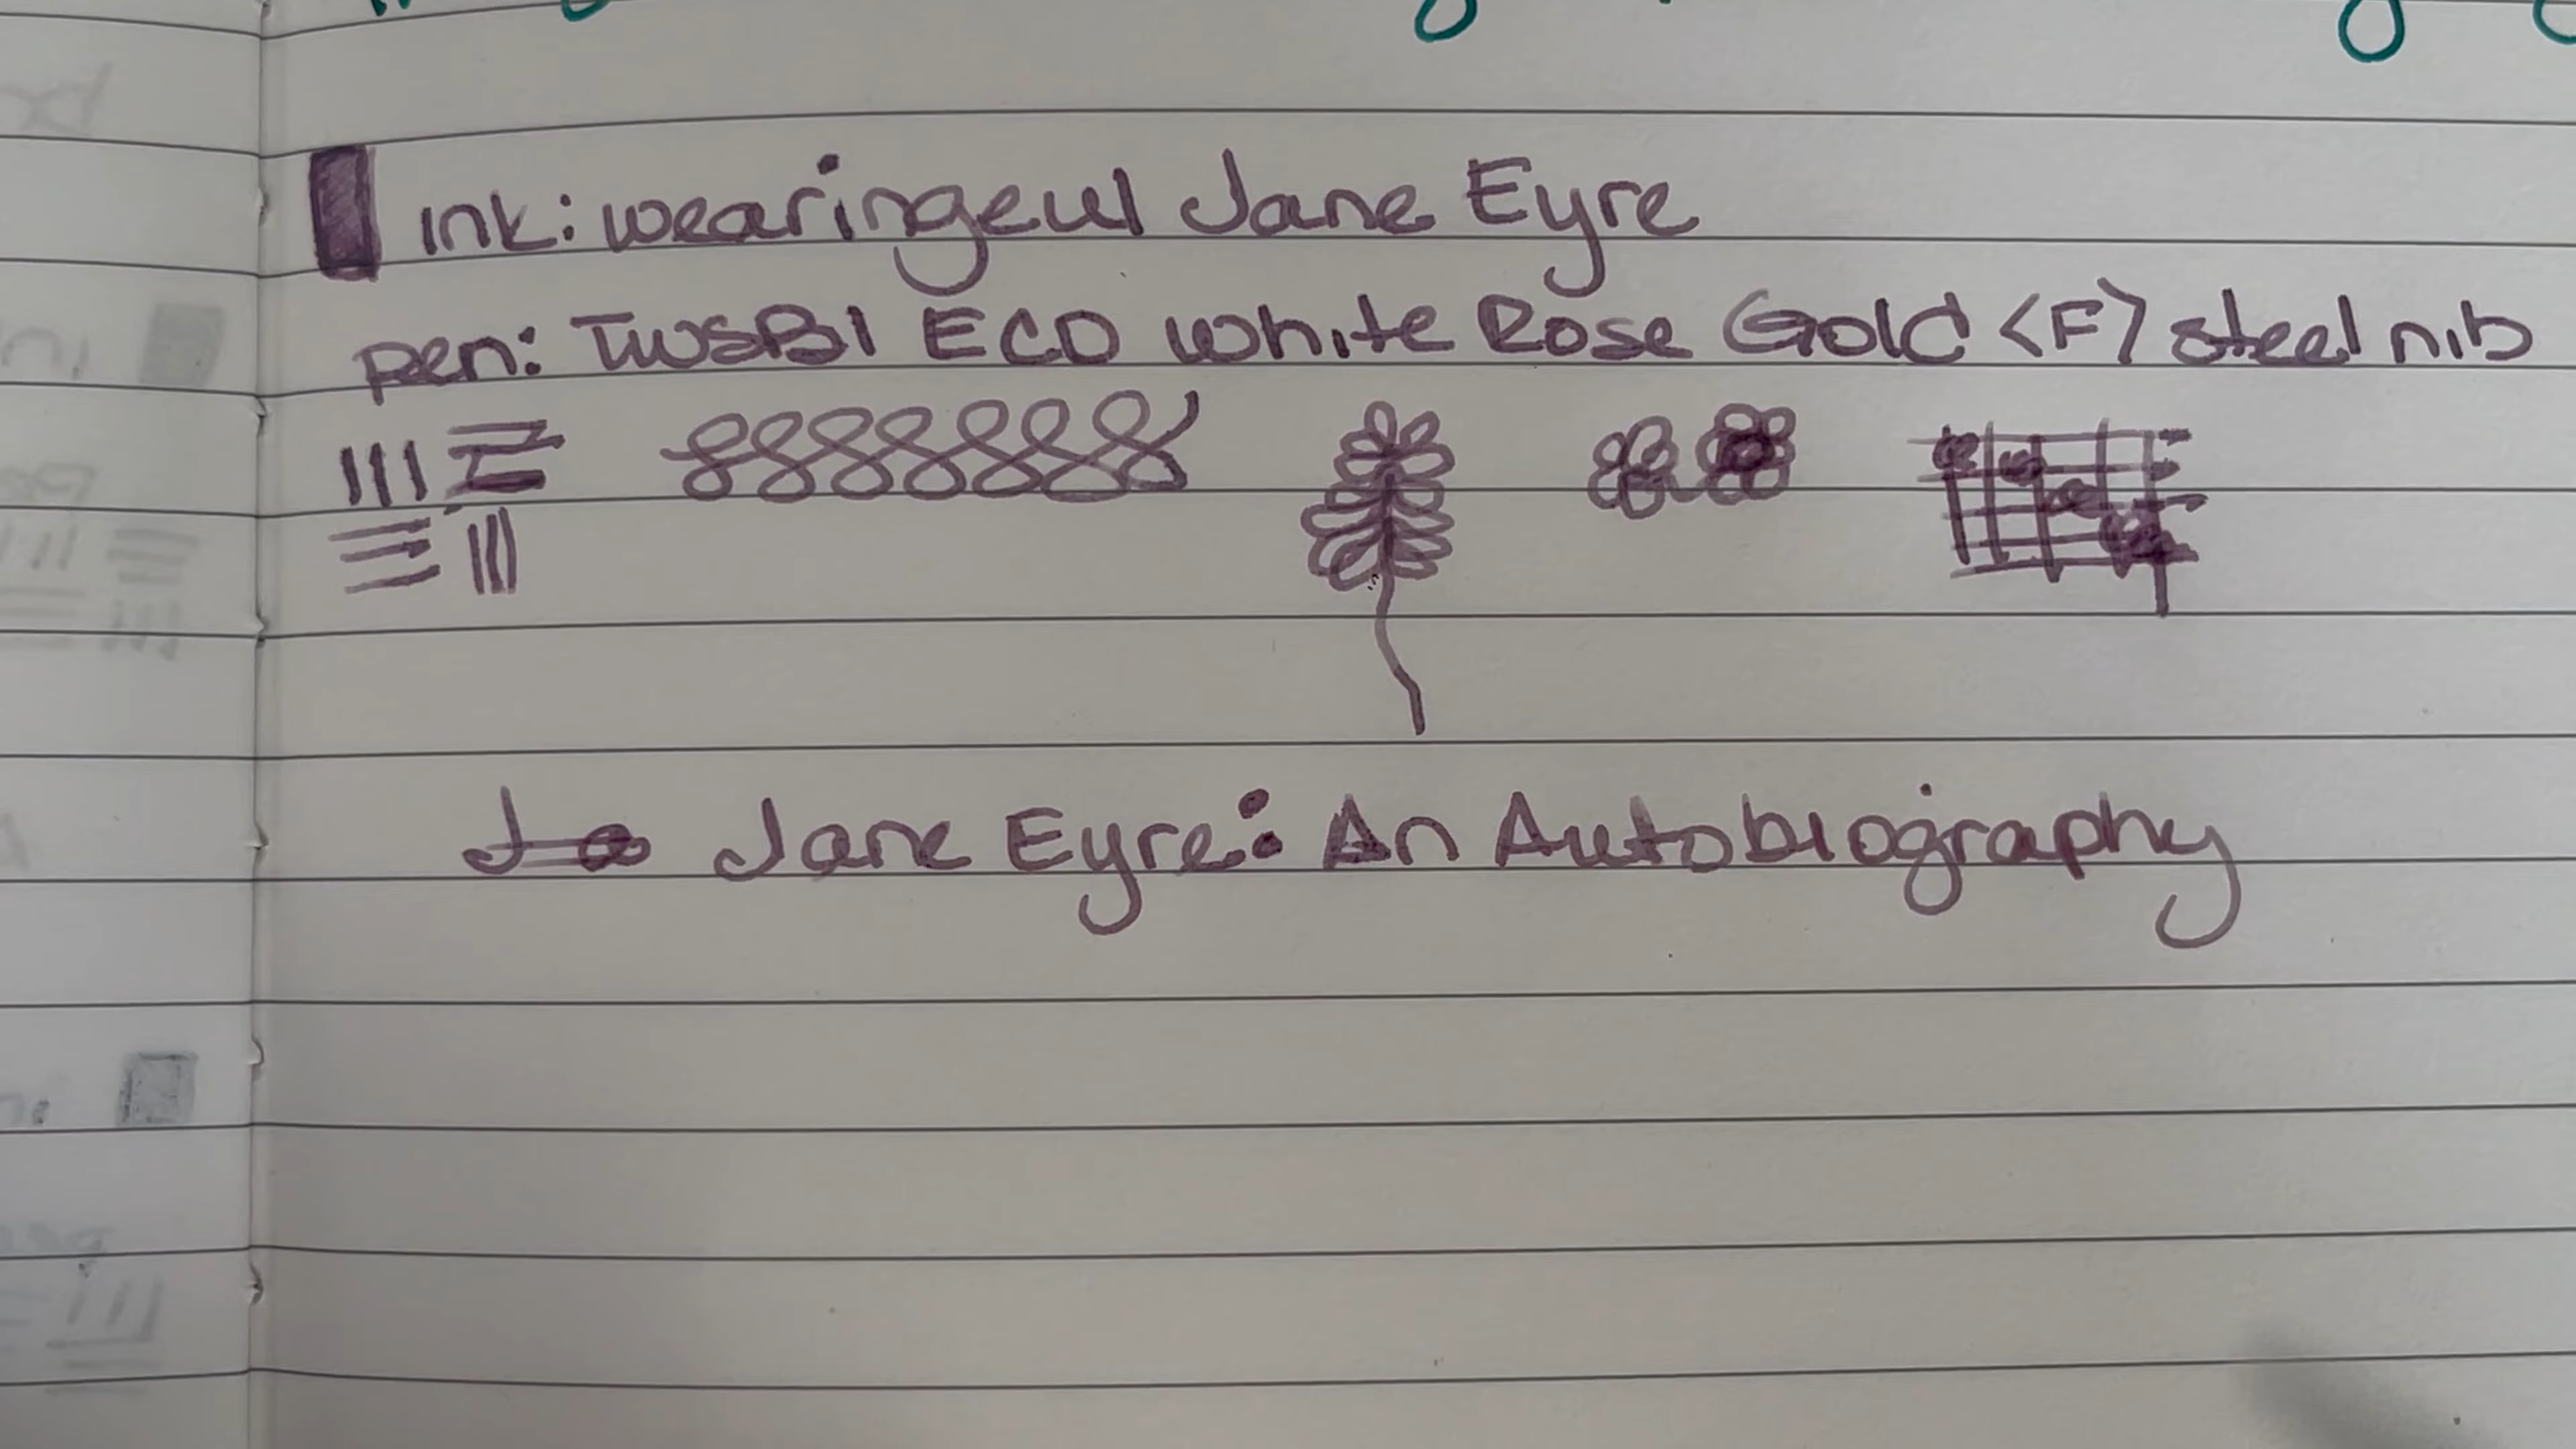 Ink: wearingeul Jane Eyre
pen: TWSBI ECO White Rose Gold <F> steel nib
Jane Eyre: An Autobiography